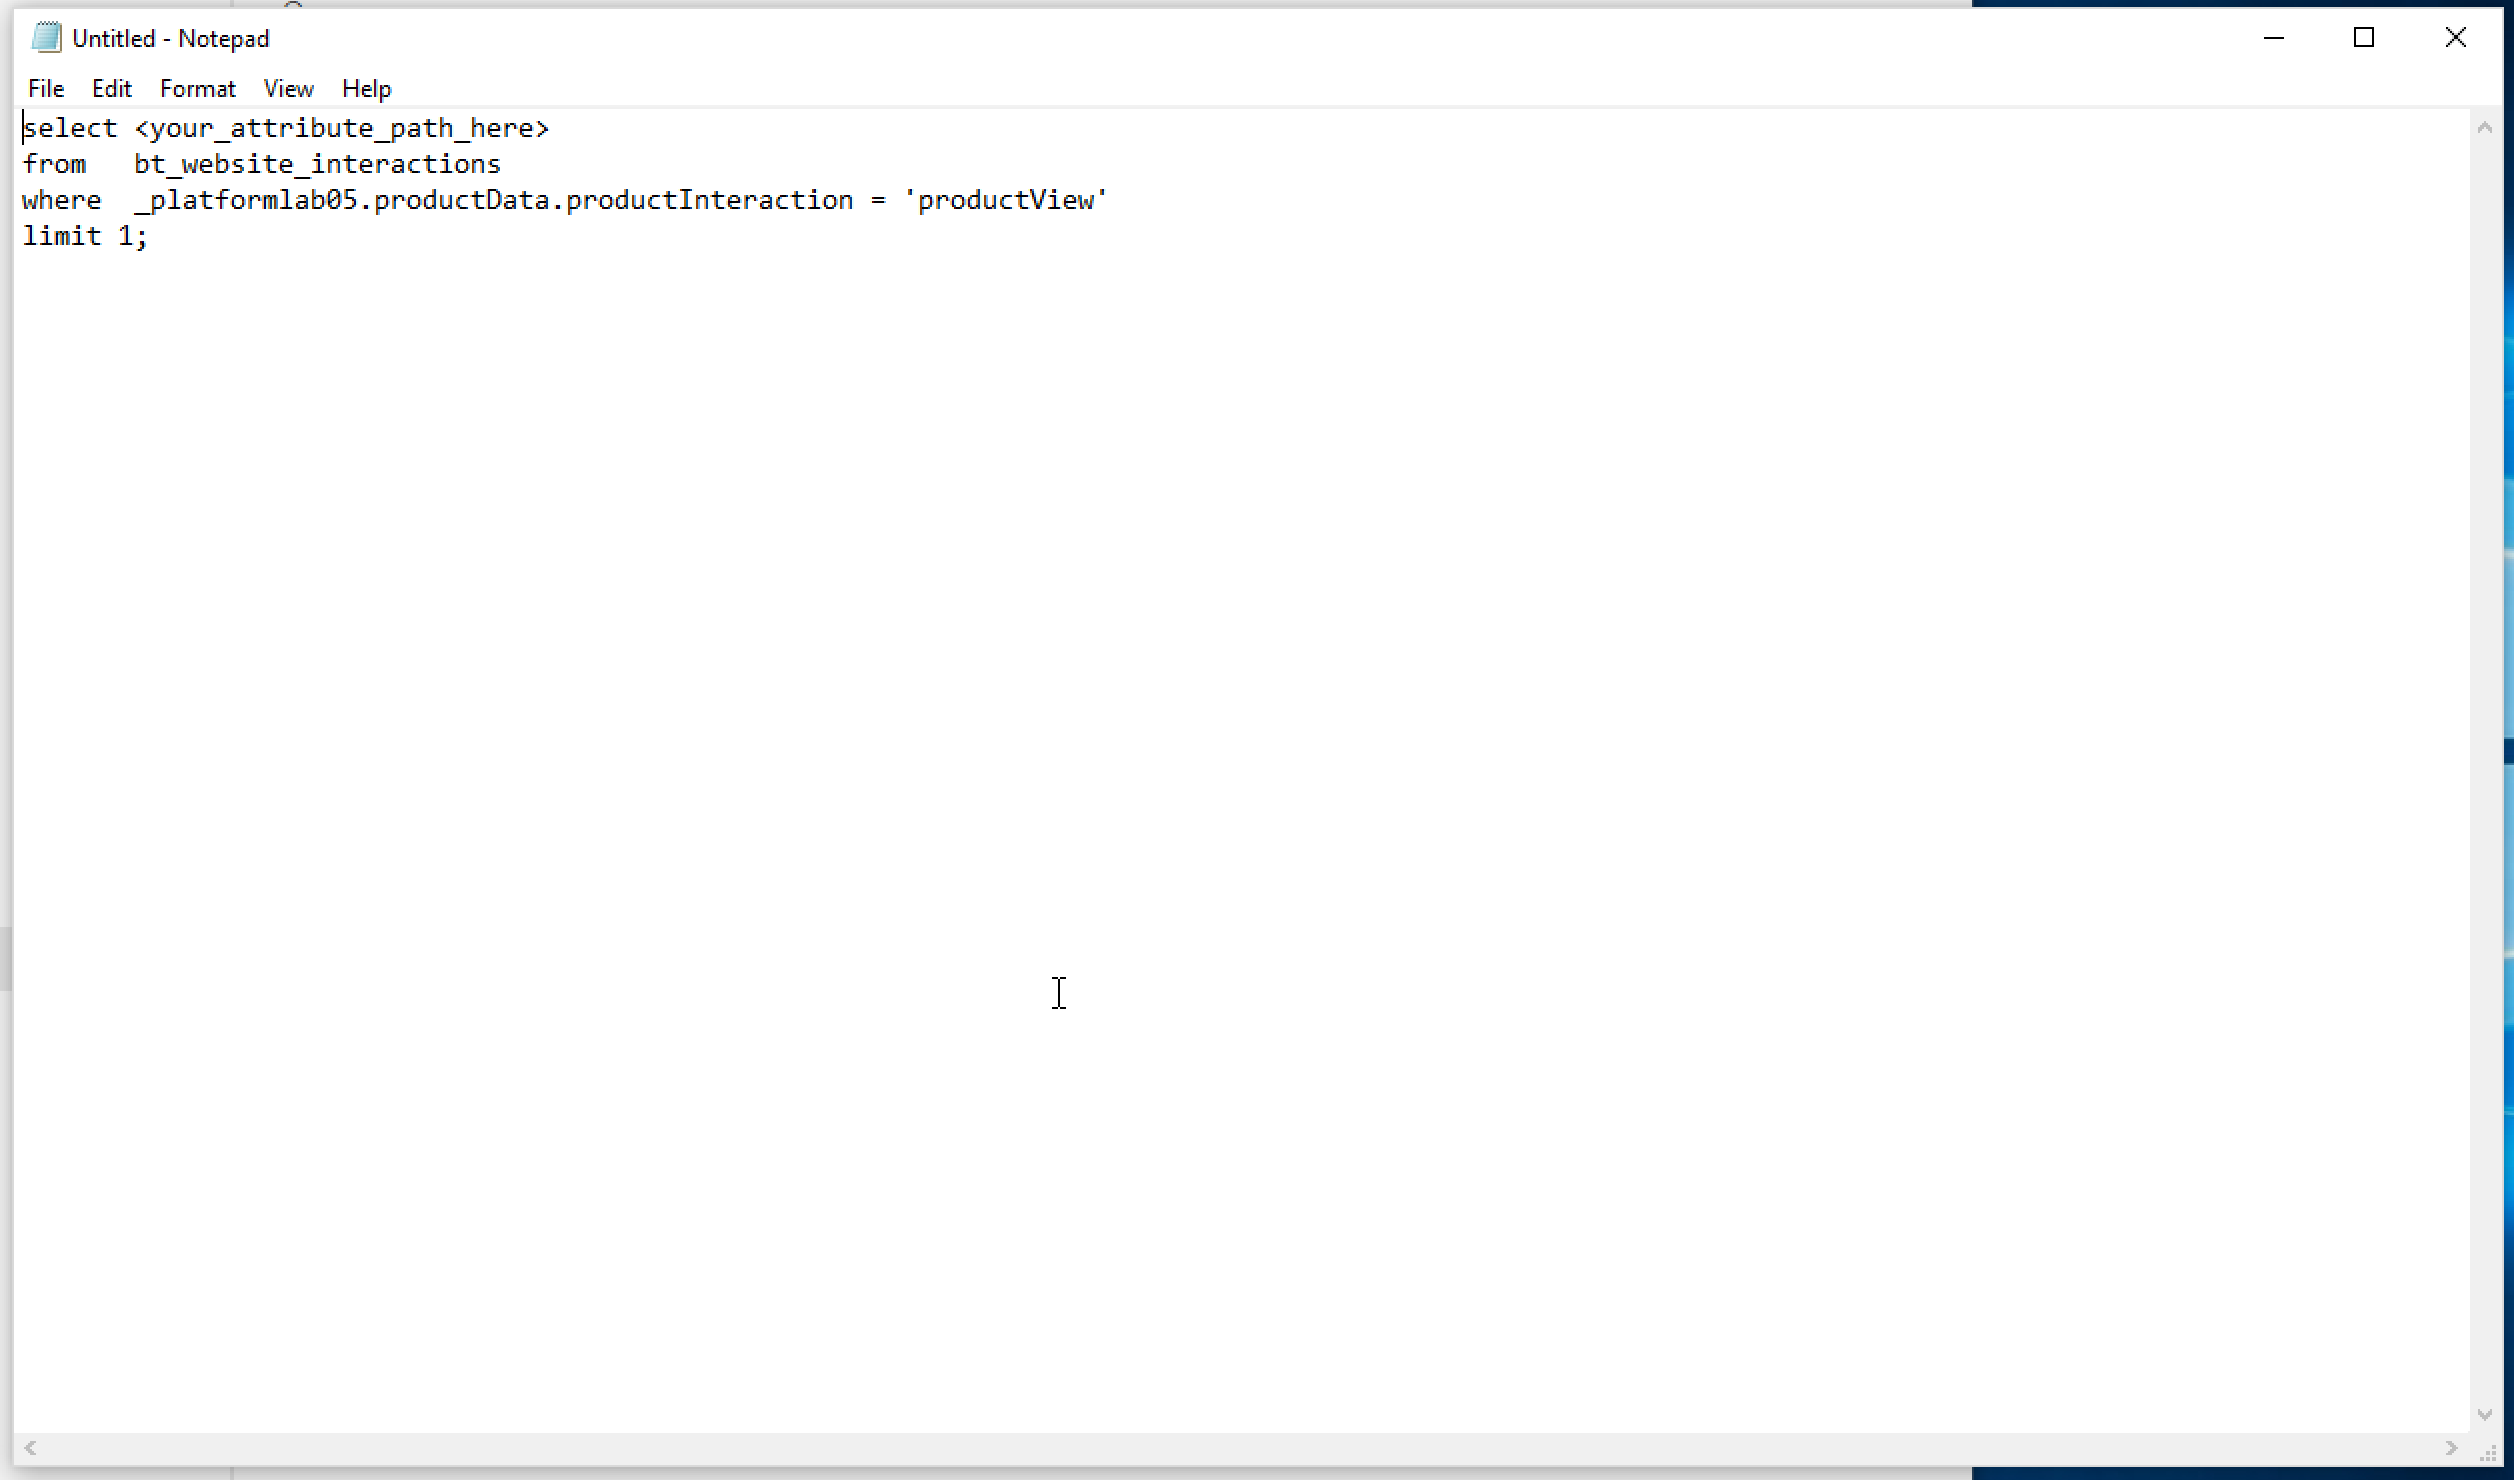 Untitled - Notepad
File Edit Format View Help
select <your_attribute_path_here>
from   bt_website_interactions
where  _platformlab05.productData.productInteraction = 'productView'
limit 1;